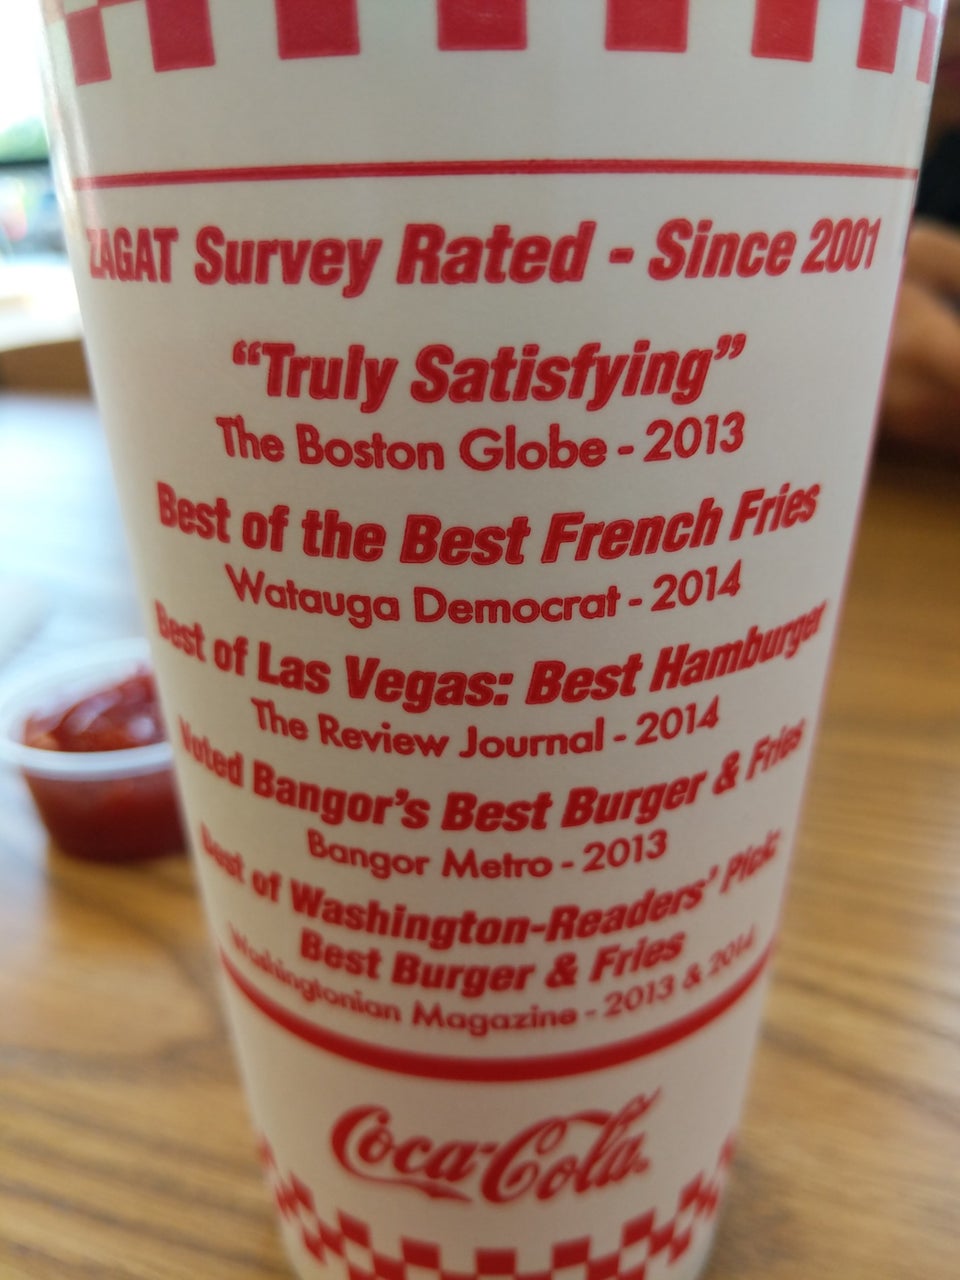 ZAGAT Survey Rated - Since 2001
“Truly Satisfying”
The Boston Globe - 2013
Best of the Best French Fries
Watauga Democrat - 2014
Best of Las Vegas: Best Hamburger
The Review Journal - 2014
Noted Bangor's Best Burger & Fries
Bangor Metro - 2013
Best of Washington-Readers' Pick:
Best Burger & Fries
Washingtonian Magazine - 2013 & 2014
Coca-Cola